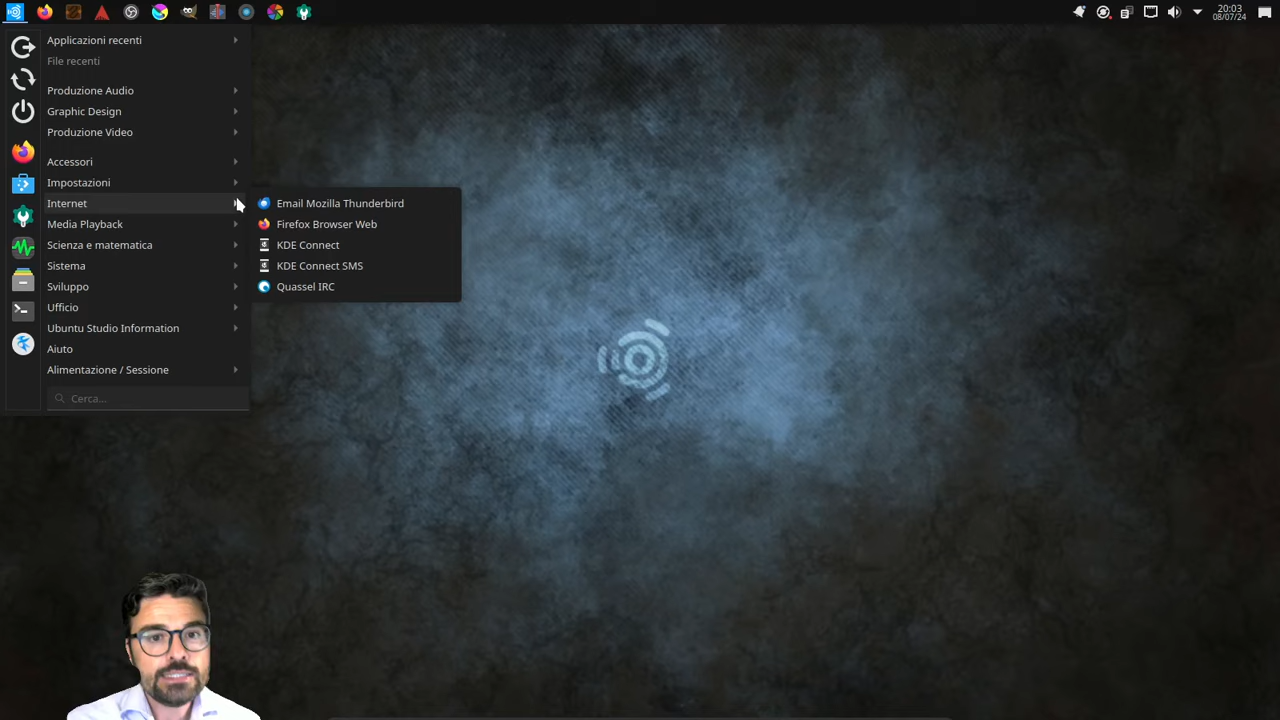 20:03
08/07/24
Applicazioni recenti
File recenti
Produzione Audio
Graphic Design
Produzione Video
Accessori
Impostazioni
Internet
Media Playback
Scienza e matematica
Sistema
Sviluppo
Ufficio
Ubuntu Studio Information
Aiuto
Alimentazione / Sessione
Cerca...
Email Mozilla Thunderbird
Firefox Browser Web
KDE Connect
KDE Connect SMS
Quassel IRC